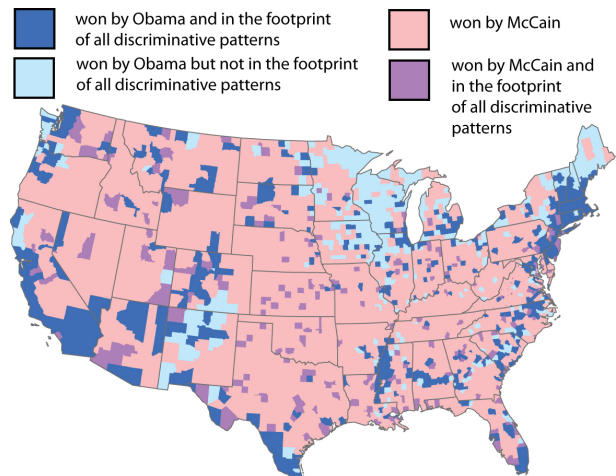 won by Obama and in the footprint
of all discriminative patterns
won by Obama but not in the footprint
of all discriminative patterns
won by McCain
won by McCain and
in the footprint
of all discriminative
patterns